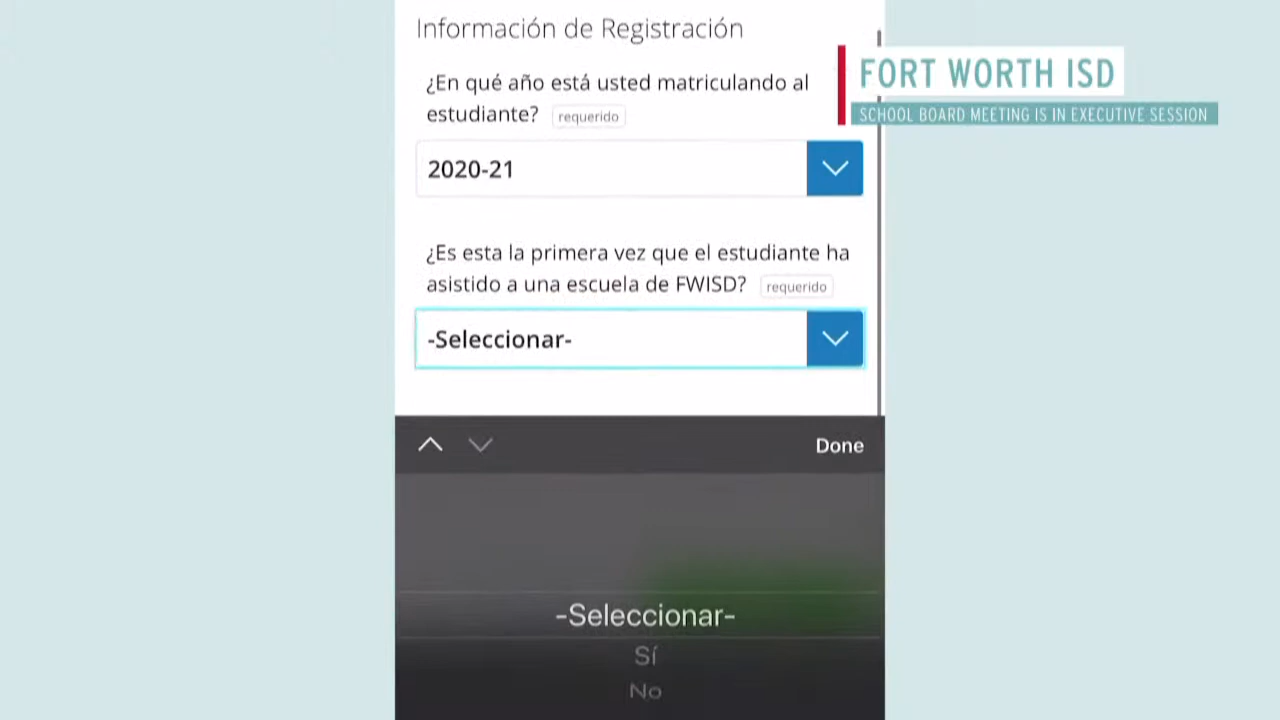 Información de Registración
FORT WORTH ISD
SCHOOL BOARD MEETING IS IN EXECUTIVE SESSION
¿En qué año está usted matriculando al
estudiante? requerido
2020-21
¿Es esta la primera vez que el estudiante ha
asistido a una escuela de FWISD? requerido
-Seleccionar-
Done
-Seleccionar-
Sí
No